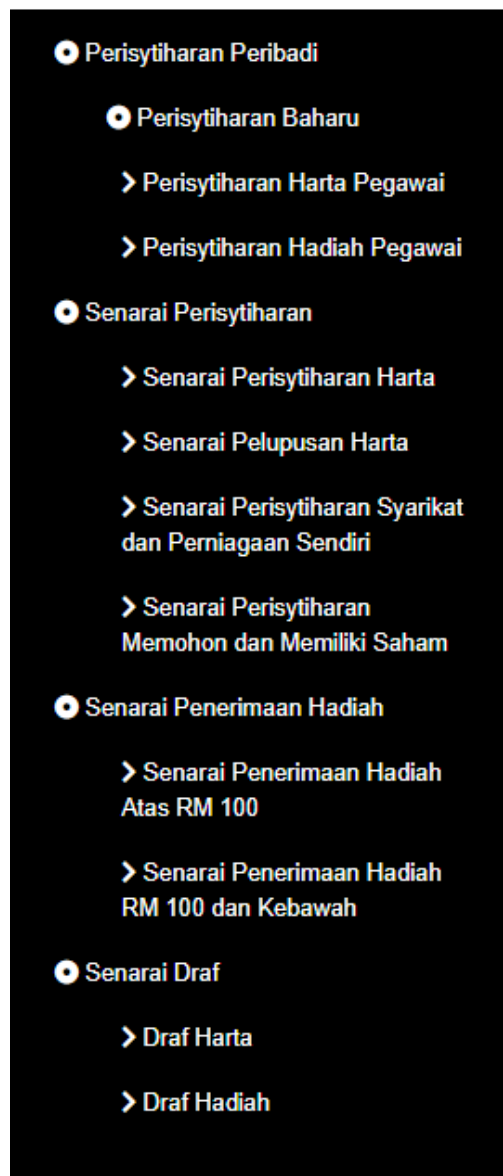 Perisytiharan Peribadi
Perisytiharan Baharu
Perisytiharan Harta Pegawai
Perisytiharan Hadiah Pegawai
Senarai Perisytiharan
Senarai Perisytiharan Harta
Senarai Pelupusan Harta
Senarai Perisytiharan Syarikat
dan Perniagaan Sendiri
Senarai Perisytiharan
Memohon dan Memiliki Saham
Senarai Penerimaan Hadiah
Senarai Penerimaan Hadiah
Atas RM 100
Senarai Penerimaan Hadiah
RM 100 dan Kebawah
Senarai Draf
Draf Harta
Draf Hadiah